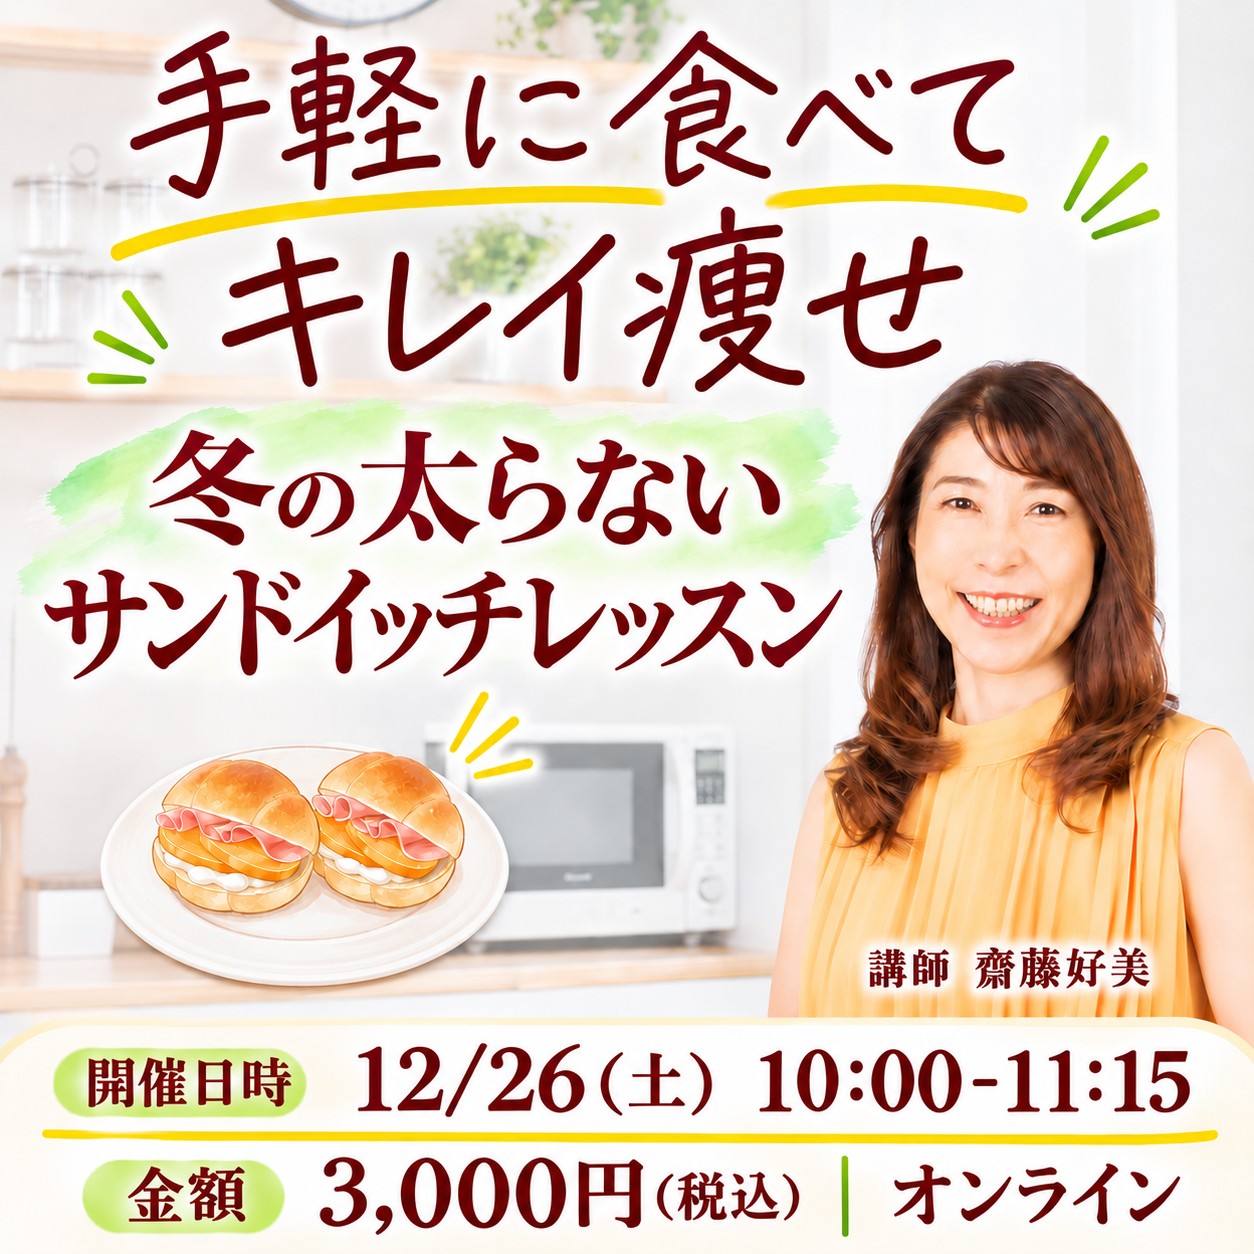 手軽に食べて
キレイ痩せ
冬の太らない
サンドイッチレッスン
講師 齋藤好美
開催日時 12/26(土) 10:00-11:15
金額 3,000円(税込) オンライン